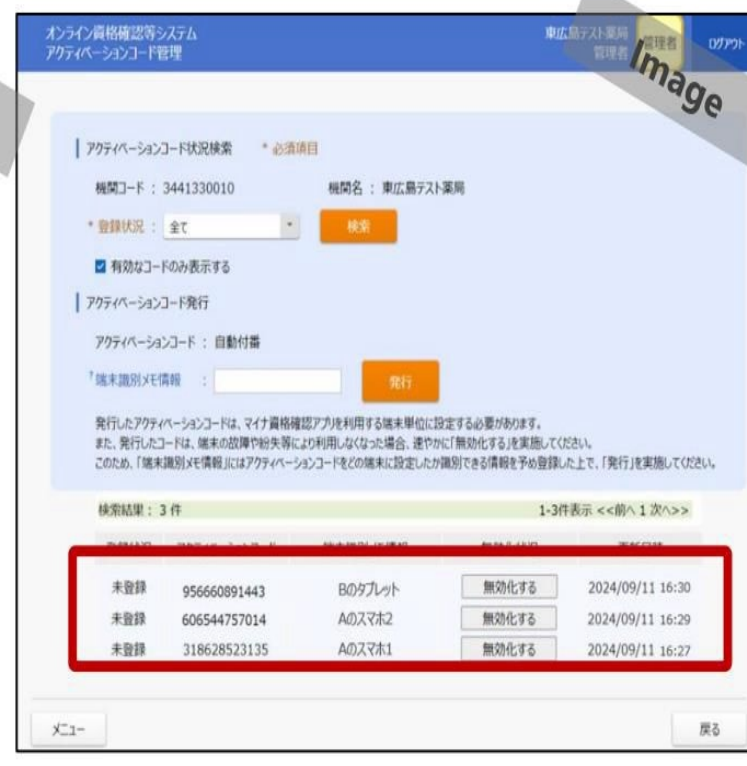 オンライン資格確認等システム
アクティベーションコード管理
東広島テスト薬局
管理者
管理者
ログアウト
Image
アクティベーションコード状況検索 * 必須項目
機関コード : 3441330010 機関名 : 東広島テスト薬局
* 登録状況 : 全て 検索
有効なコードのみ表示する
アクティベーションコード発行
アクティベーションコード : 自動付番
端末識別メモ情報 : 発行
発行したアクティベーションコードは、マイナ資格確認アプリを利用する端末単位に設定する必要があります。
また、発行したコードは、端末の故障や紛失等により利用しなくなった場合、速やかに「無効化する」を実施してください。
このため、「端末識別メモ情報」にはアクティベーションコードをどの端末に設定したか識別できる情報を予め登録した上で、「発行」を実施してください。
検索結果 : 3 件 1-3件表示 <<前へ 1 次へ>>
未登録 956660891443 Bのタブレット 無効化する 2024/09/11 16:30
未登録 606544757014 Aのスマホ2 無効化する 2024/09/11 16:29
未登録 318628523135 Aのスマホ1 無効化する 2024/09/11 16:27
メニュー 戻る